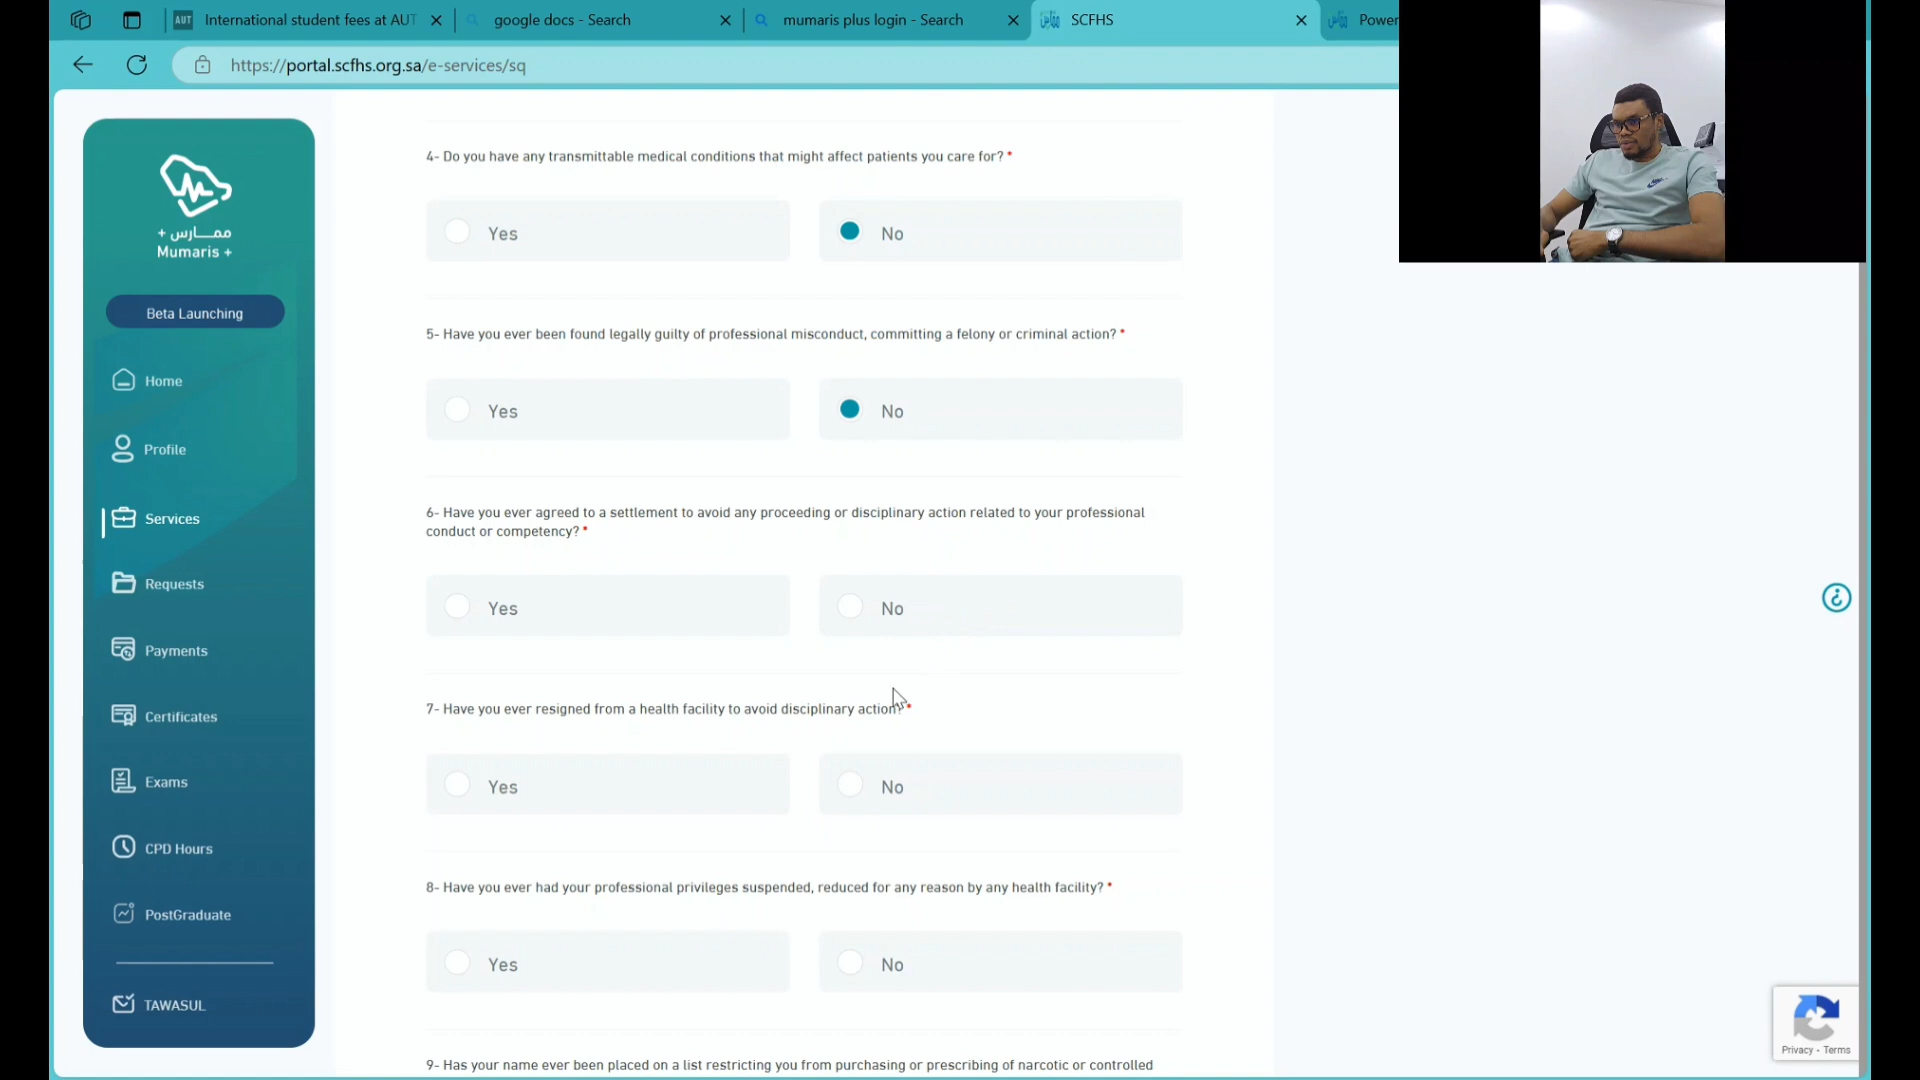 International student fees at AUT
google docs - Search
mumaris plus login - Search
SCFHS
Power
https://portal.scfhs.org.sa/e-services/sq
ممارس +
Mumaris +
Beta Launching
Home
Profile
Services
Requests
Payments
Certificates
Exams
CPD Hours
PostGraduate
TAWASUL
4- Do you have any transmittable medical conditions that might affect patients you care for? *
Yes
No
5- Have you ever been found legally guilty of professional misconduct, committing a felony or criminal action? *
Yes
No
6- Have you ever agreed to a settlement to avoid any proceeding or disciplinary action related to your professional
conduct or competency? *
Yes
No
7- Have you ever resigned from a health facility to avoid disciplinary action? *
Yes
No
8- Have you ever had your professional privileges suspended, reduced for any reason by any health facility? *
Yes
No
9- Has your name ever been placed on a list restricting you from purchasing or prescribing of narcotic or controlled
Privacy - Terms